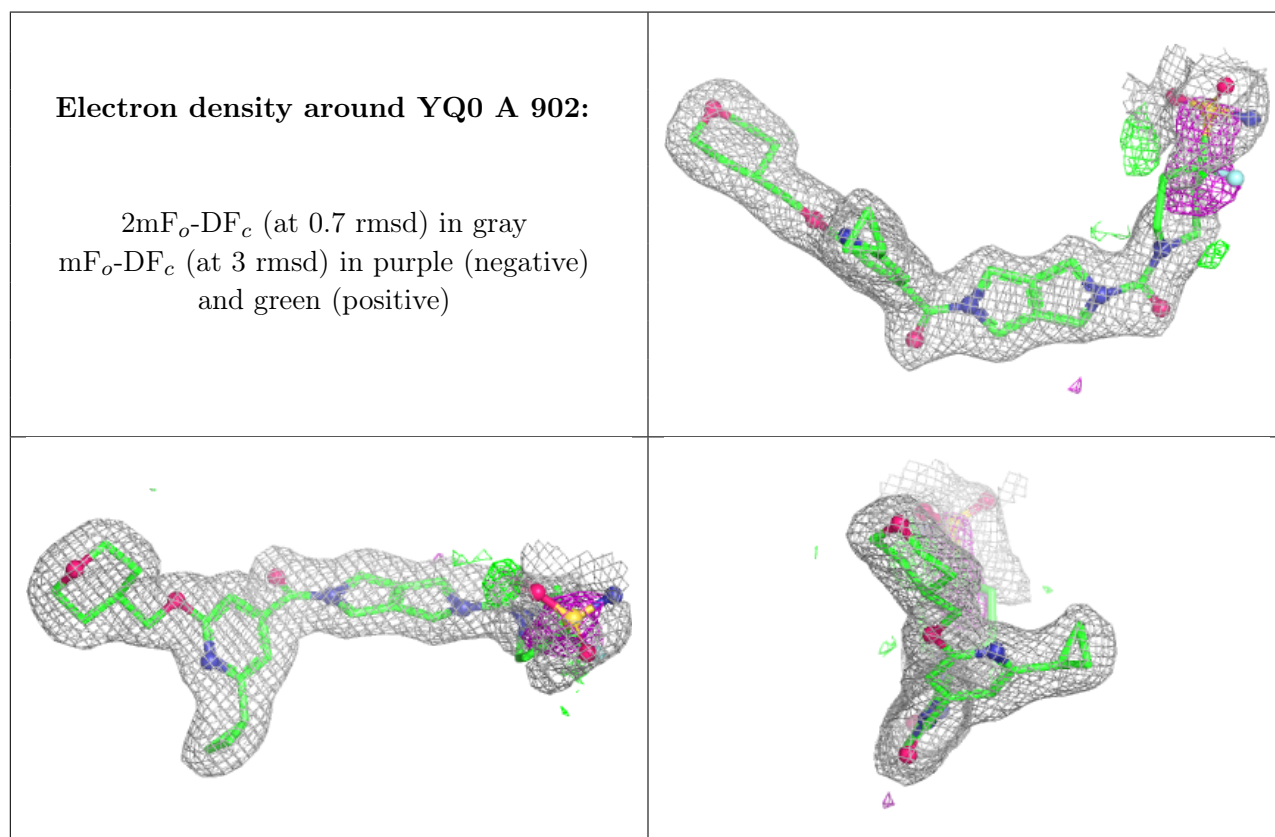 Electron density around YQ0 A 902:
2mFo-DFc (at 0.7 rmsd) in gray
mFo-DFc (at 3 rmsd) in purple (negative)
and green (positive)